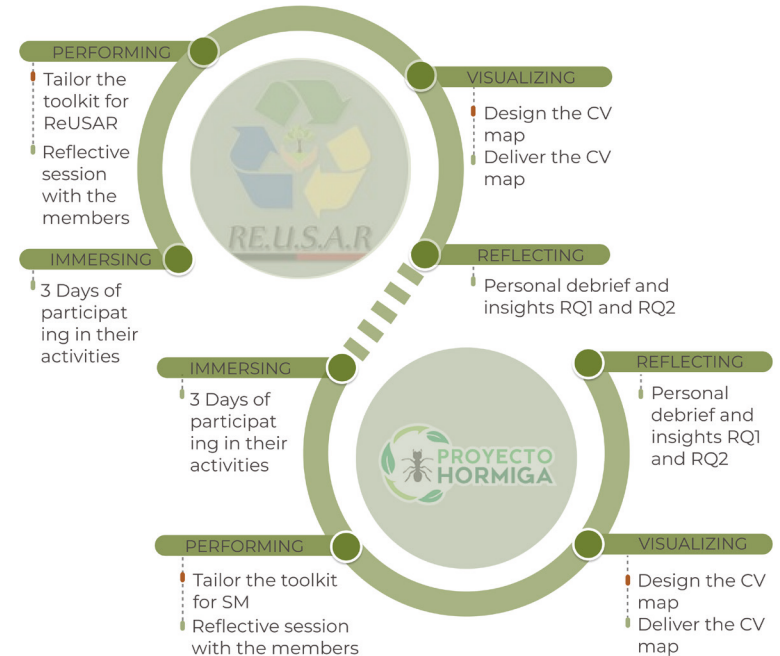 PERFORMING
Tailor the
toolkit for
ReUSAR
Reflective
session
with the
members
VISUALIZING
Design the CV
map
Deliver the CV
map
RE.U.S.A.R
IMMERSING
3 Days of
participat
ing in their
activities
REFLECTING
Personal debrief and
insights RQ1 and RQ2
IMMERSING
3 Days of
participat
ing in their
activities
PROYECTO
HORMIGA
REFLECTING
Personal
debrief and
insights RQ1
and RQ2
PERFORMING
Tailor the toolkit
for SM
Reflective session
with the members
VISUALIZING
Design the CV
map
Deliver the CV
map